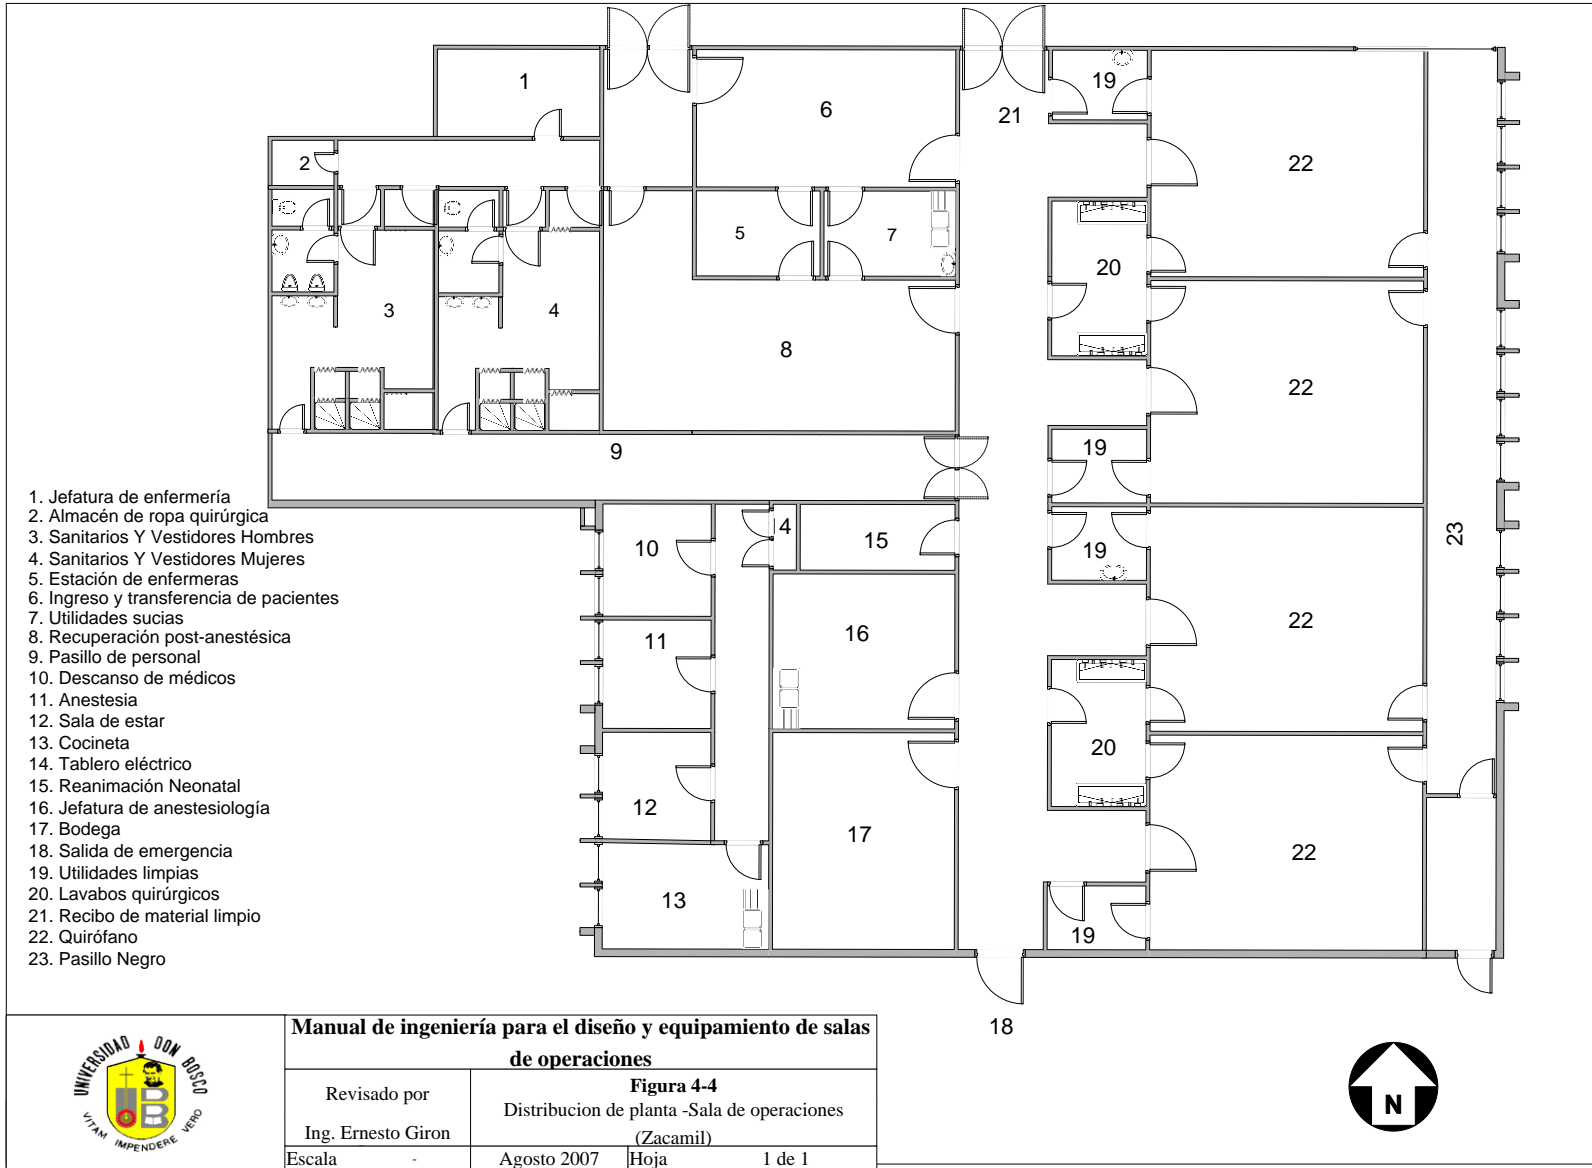 1
2
3
4
5
6
7
8
9
10
11
12
13
4
15
16
17
18
19
19
19
19
20
20
21
22
22
22
22
23
1. Jefatura de enfermería
2. Almacén de ropa quirúrgica
3. Sanitarios Y Vestidores Hombres
4. Sanitarios Y Vestidores Mujeres
5. Estación de enfermeras
6. Ingreso y transferencia de pacientes
7. Utilidades sucias
8. Recuperación post-anestésica
9. Pasillo de personal
10. Descanso de médicos
11. Anestesia
12. Sala de estar
13. Cocineta
14. Tablero eléctrico
15. Reanimación Neonatal
16. Jefatura de anestesiología
17. Bodega
18. Salida de emergencia
19. Utilidades limpias
20. Lavabos quirúrgicos
21. Recibo de material limpio
22. Quirófano
23. Pasillo Negro
UNIVERSIDAD DON BOSCO
VITAM IMPENDERE VERO
Manual de ingeniería para el diseño y equipamiento de salas
de operaciones
Revisado por
Ing. Ernesto Giron
Figura 4-4
Distribucion de planta -Sala de operaciones
(Zacamil)
Escala -
Agosto 2007
Hoja 1 de 1
N